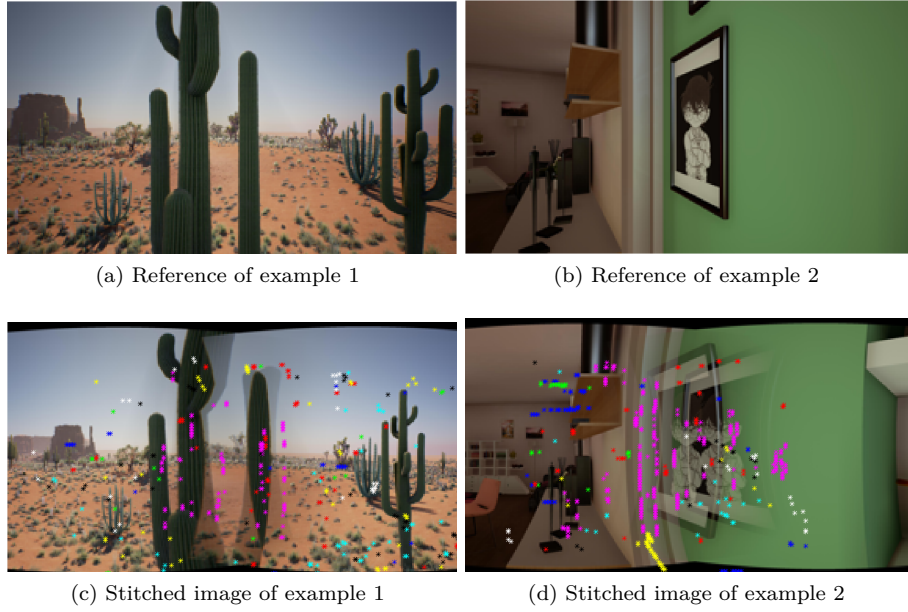 (a) Reference of example 1
(b) Reference of example 2
(c) Stitched image of example 1
(d) Stitched image of example 2